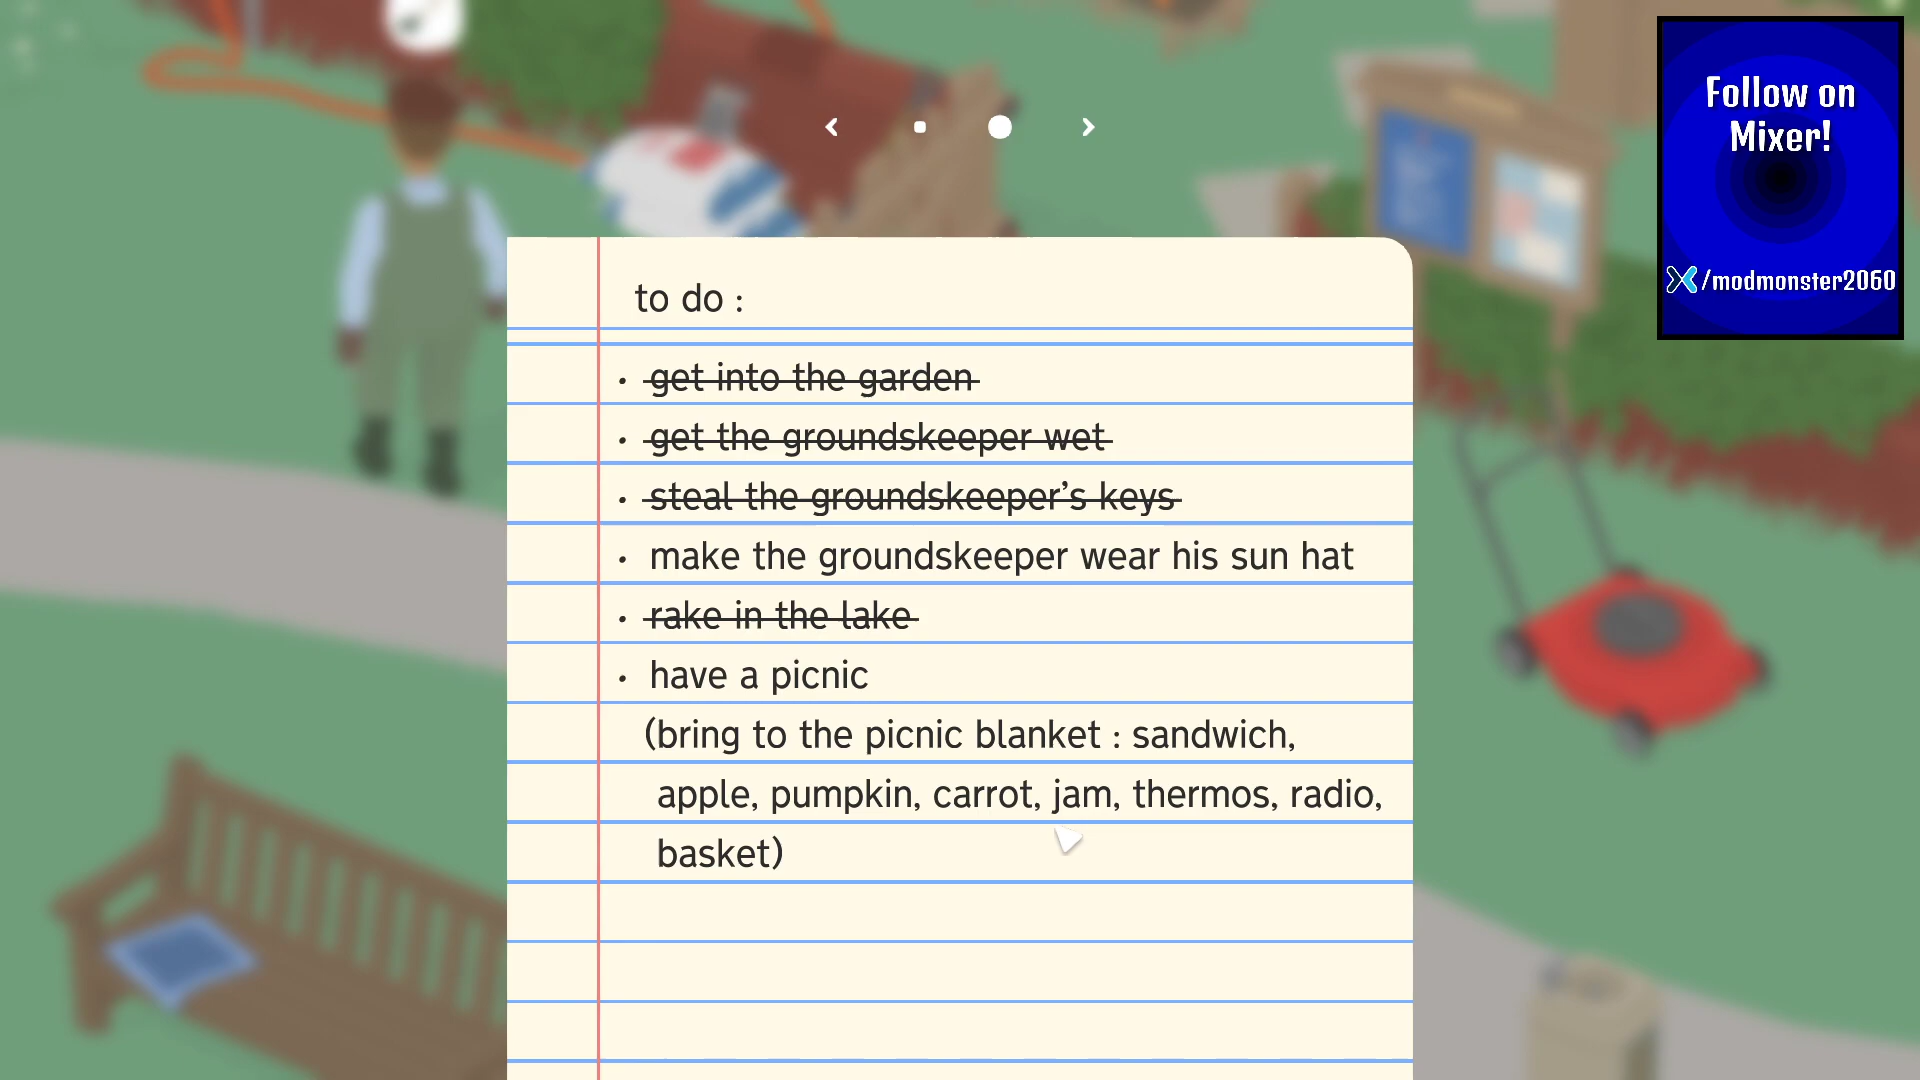 Follow on
Mixer!
/modmonster2060
to do :
• get into the garden
• get the groundskeeper wet
• steal the groundskeeper's keys
• make the groundskeeper wear his sun hat
• rake in the lake
• have a picnic
(bring to the picnic blanket : sandwich,
apple, pumpkin, carrot, jam, thermos, radio,
basket)